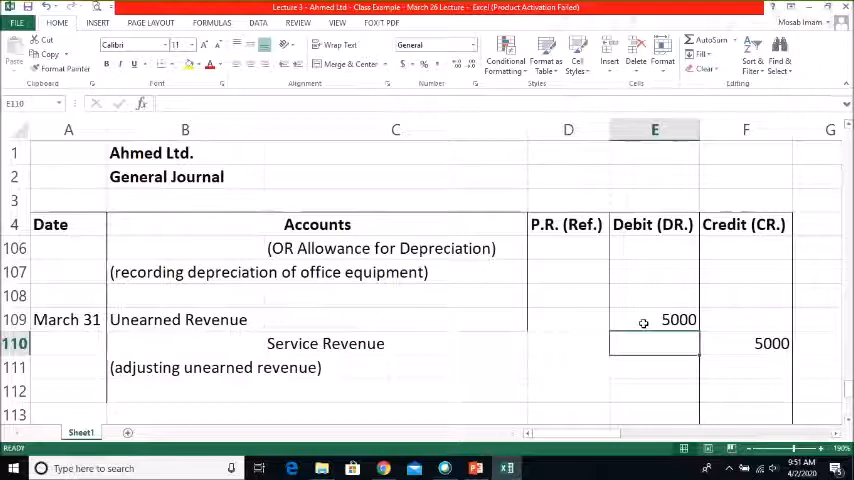 Lecture 3 - Ahmed Ltd - Class Example - March 26 Lecture - Excel (Product Activation Failed)
FILE HOME INSERT PAGE LAYOUT FORMULAS DATA REVIEW VIEW FOXIT PDF Mosab Imam
Cut
Copy
Format Painter
Paste
Clipboard
Calibri 11
B I U
Font
Wrap Text
Merge & Center
Alignment
General
$ % ,
Number
Conditional Formatting
Format as Table
Cell Styles
Styles
Insert Delete Format
Cells
AutoSum
Fill
Clear
Sort & Filter
Find & Select
Editing
E110 fx
A B C D E F G
1 Ahmed Ltd.
2 General Journal
3
4 Date Accounts P.R. (Ref.) Debit (DR.) Credit (CR.)
106 (OR Allowance for Depreciation)
107 (recording depreciation of office equipment)
108
109 March 31 Unearned Revenue 5000
110 Service Revenue 5000
111 (adjusting unearned revenue)
112
113
Sheet1
READY 190%
Type here to search
9:51 AM
4/2/2020